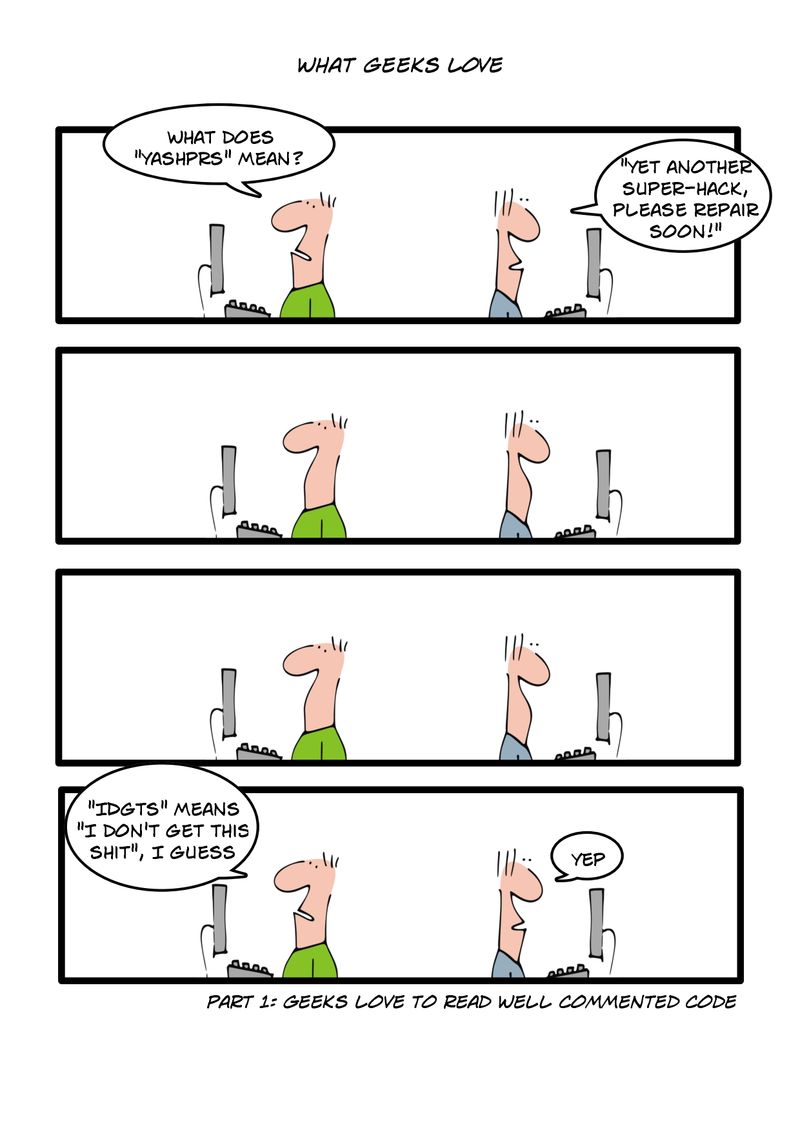 WHAT GEEKS LOVE
WHAT DOES
"YASHPRS" MEAN?
"YET ANOTHER
SUPER-HACK,
PLEASE REPAIR
SOON!"
"IDGTS" MEANS
"I DON'T GET THIS
SHIT", I GUESS
YEP
PART 1: GEEKS LOVE TO READ WELL COMMENTED CODE